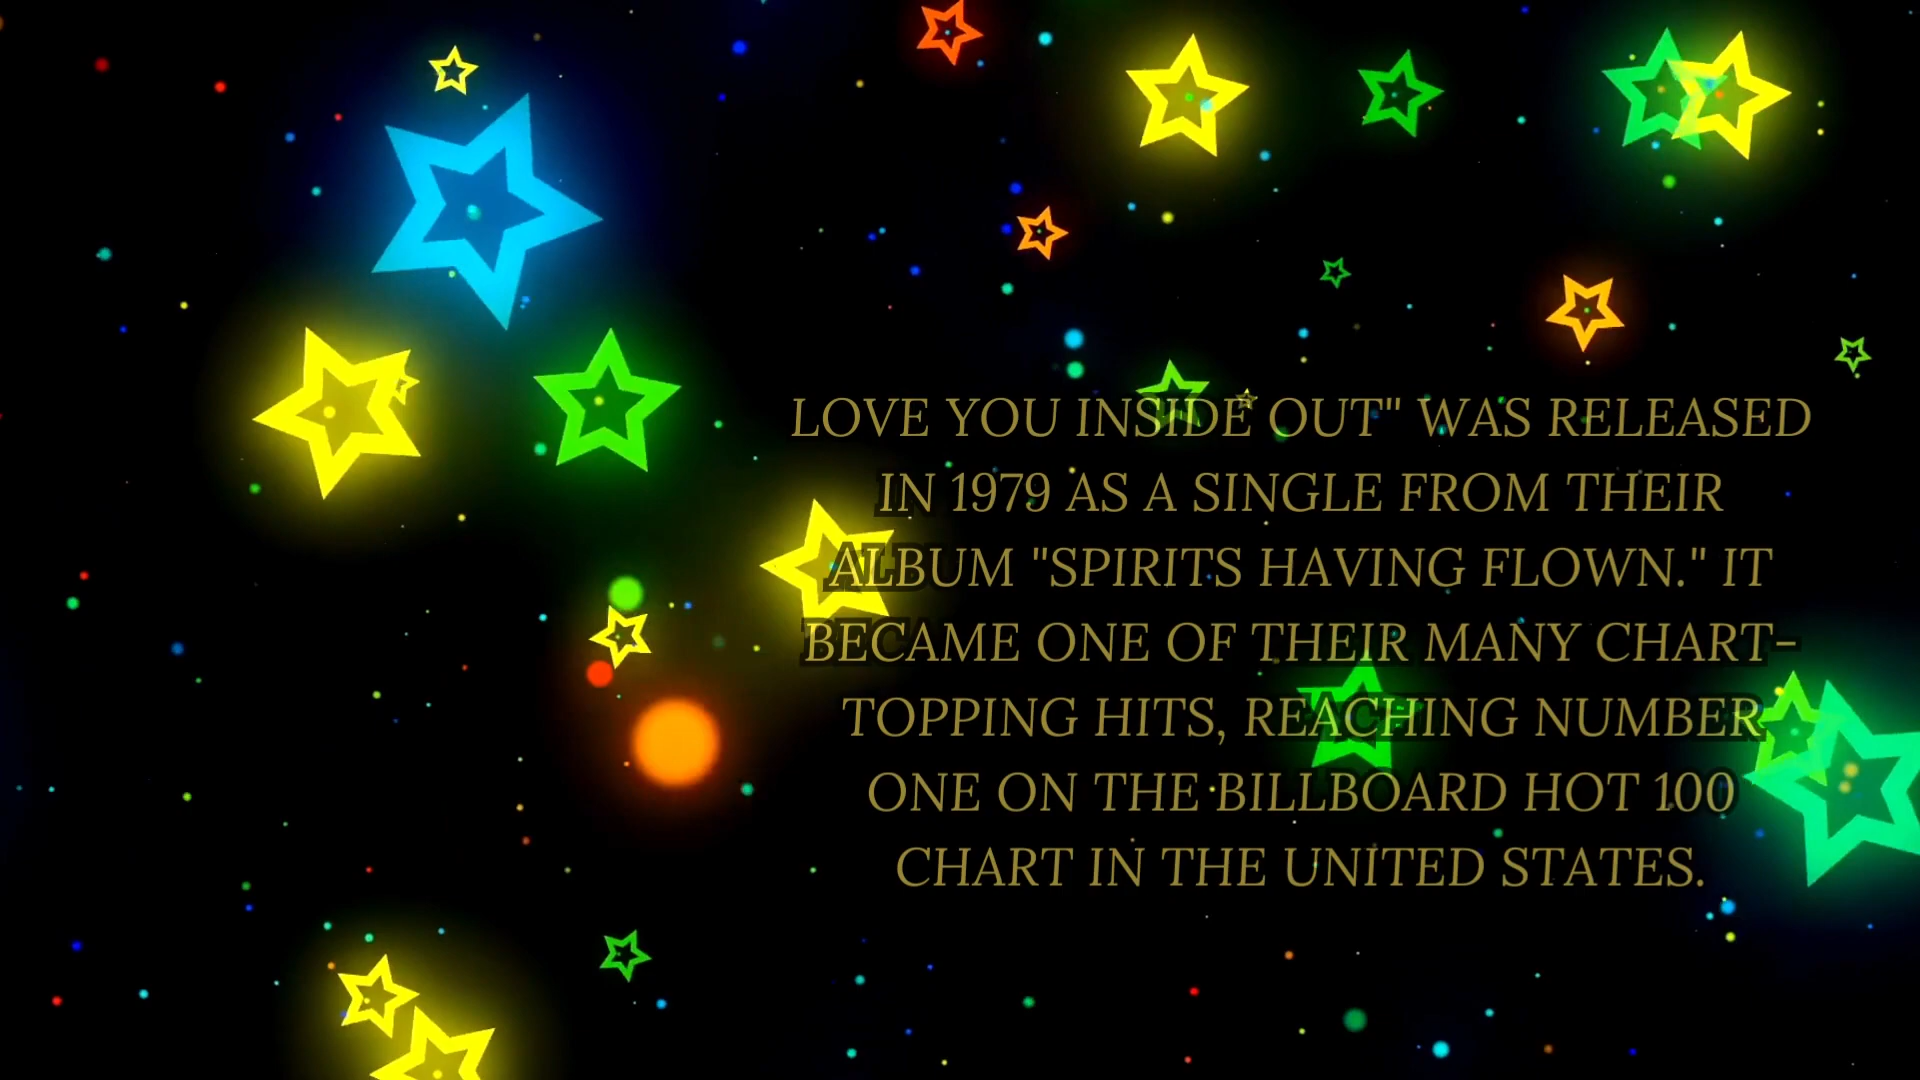 LOVE YOU INSIDE OUT" WAS RELEASED
IN 1979 AS A SINGLE FROM THEIR
ALBUM "SPIRITS HAVING FLOWN." IT
BECAME ONE OF THEIR MANY CHART-
TOPPING HITS, REACHING NUMBER
ONE ON THE BILLBOARD HOT 100
CHART IN THE UNITED STATES.